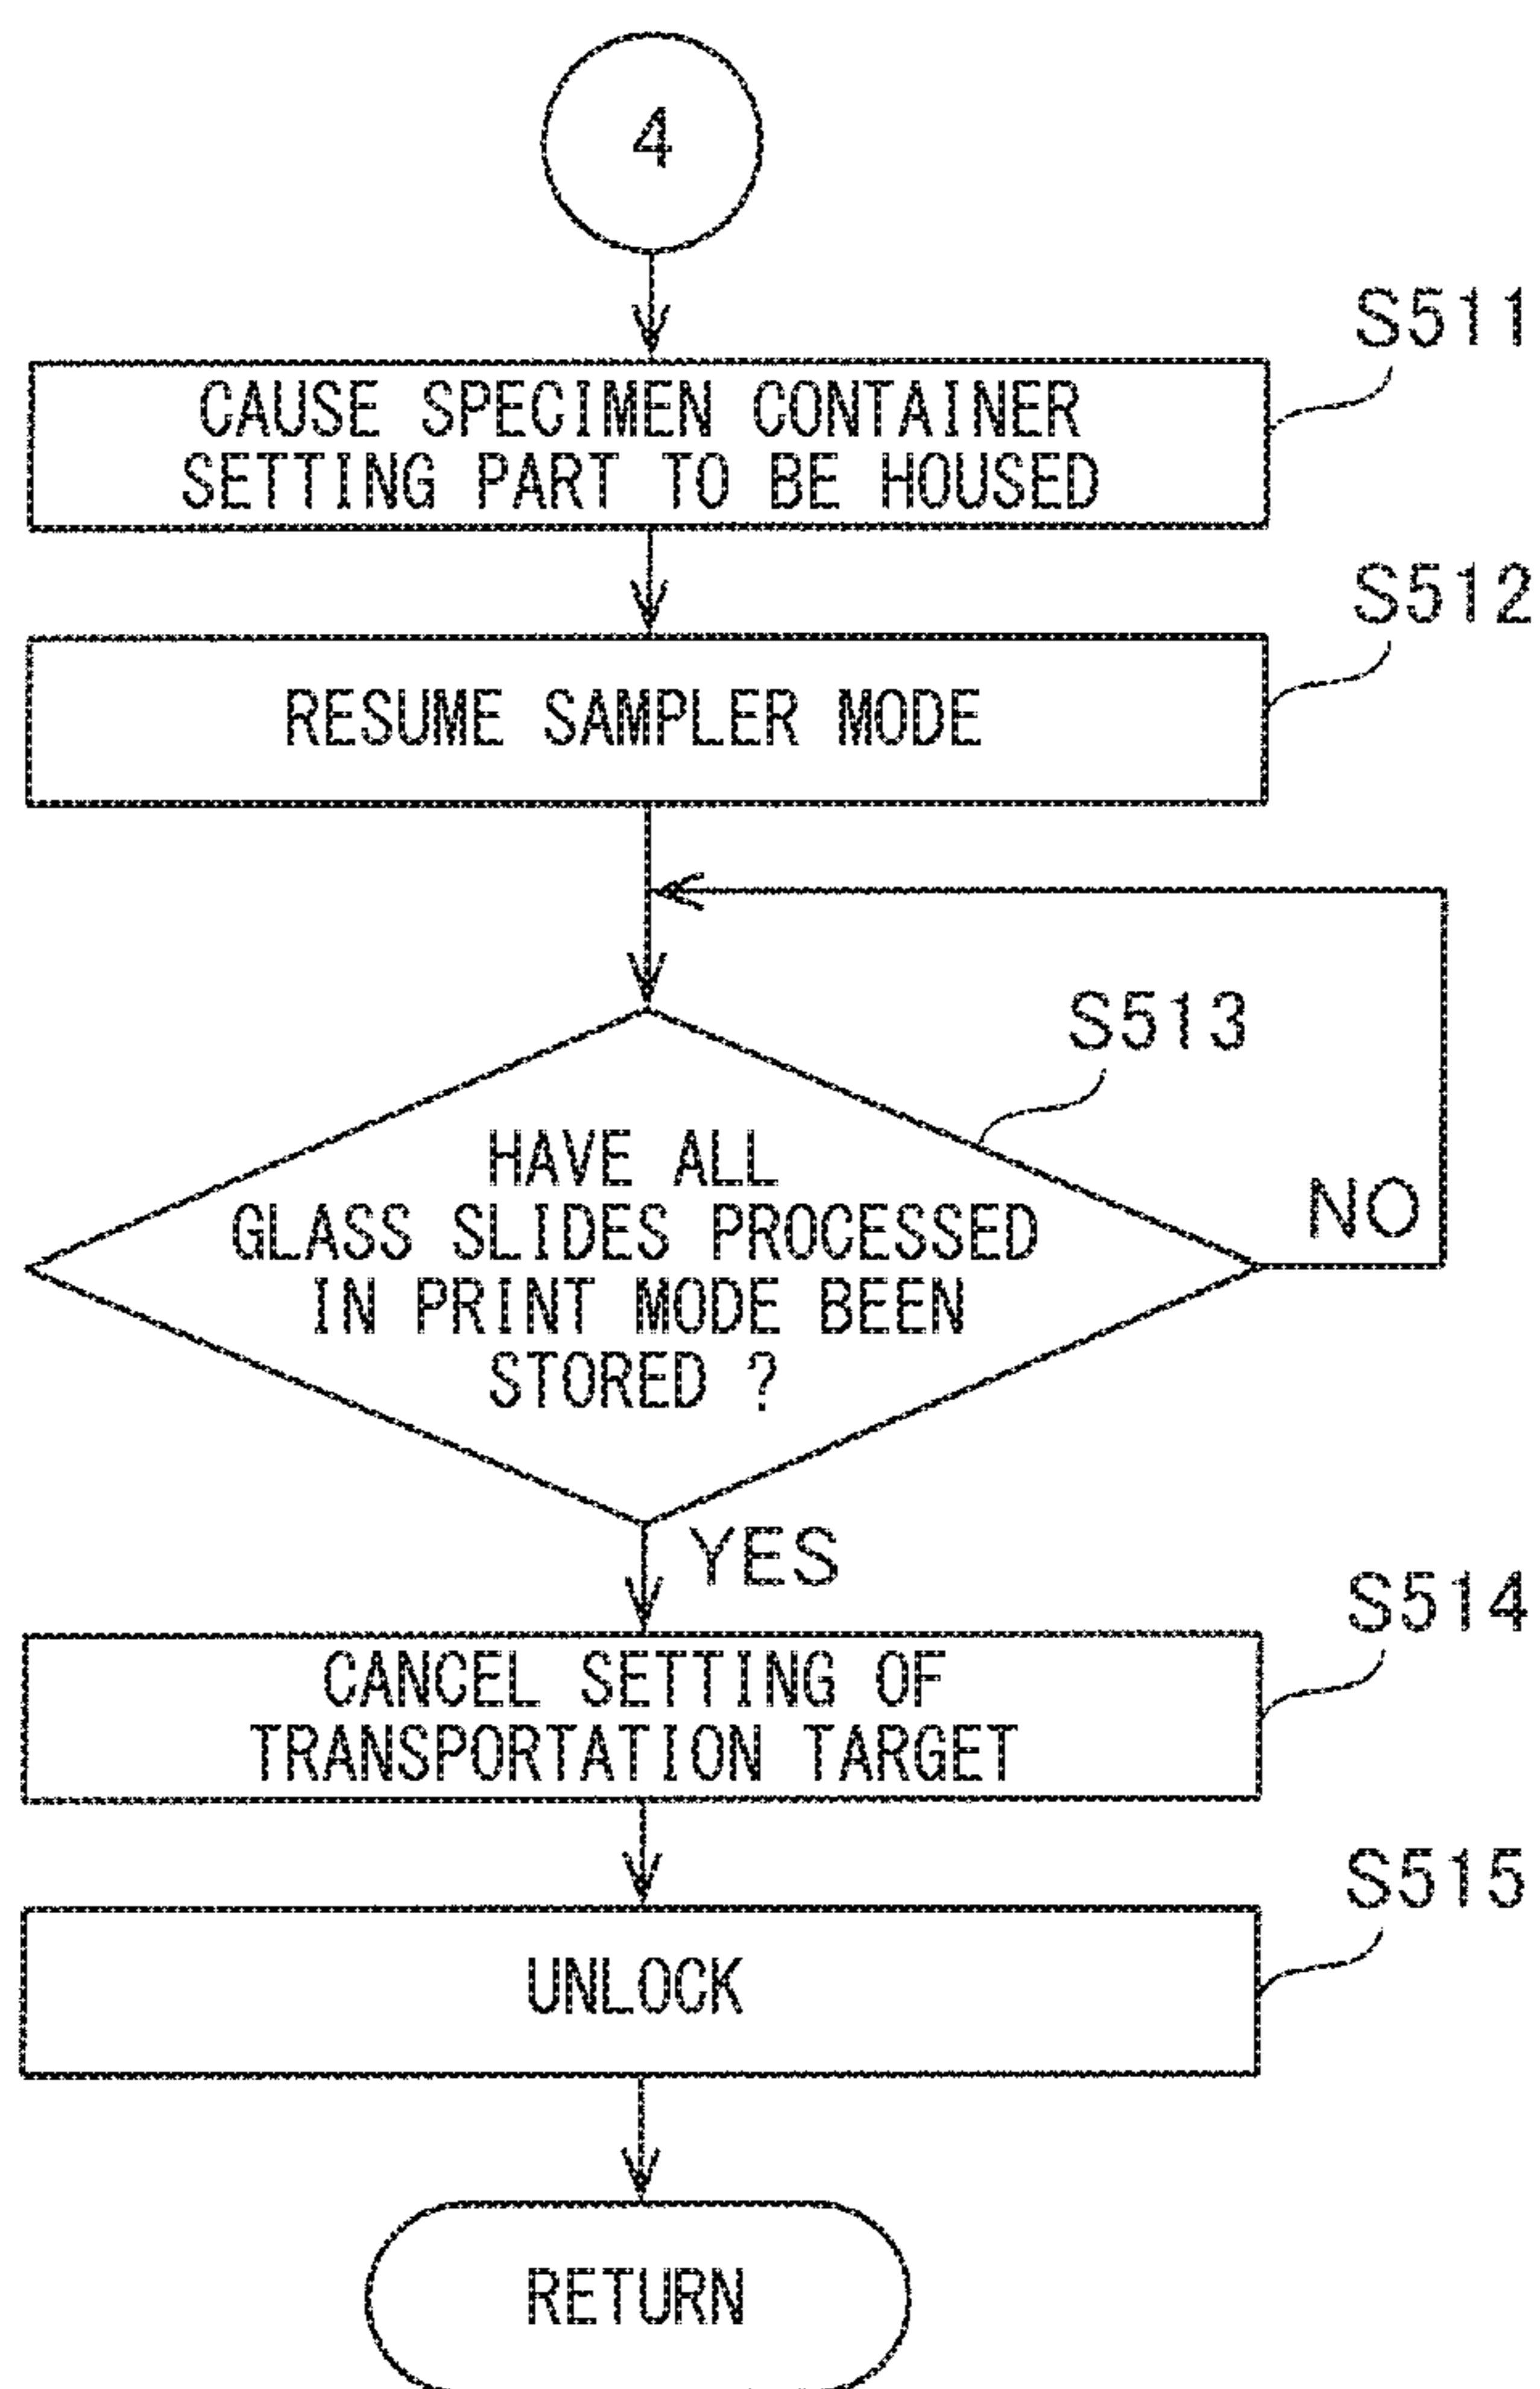 4
S511
CAUSE SPECIMEN CONTAINER
SETTING PART TO BE HOUSED
S512
RESUME SAMPLER MODE
S513
HAVE ALL
GLASS SLIDES PROCESSED
IN PRINT MODE BEEN
STORED ?
NO
YES
S514
CANCEL SETTING OF
TRANSPORTATION TARGET
S515
UNLOCK
RETURN